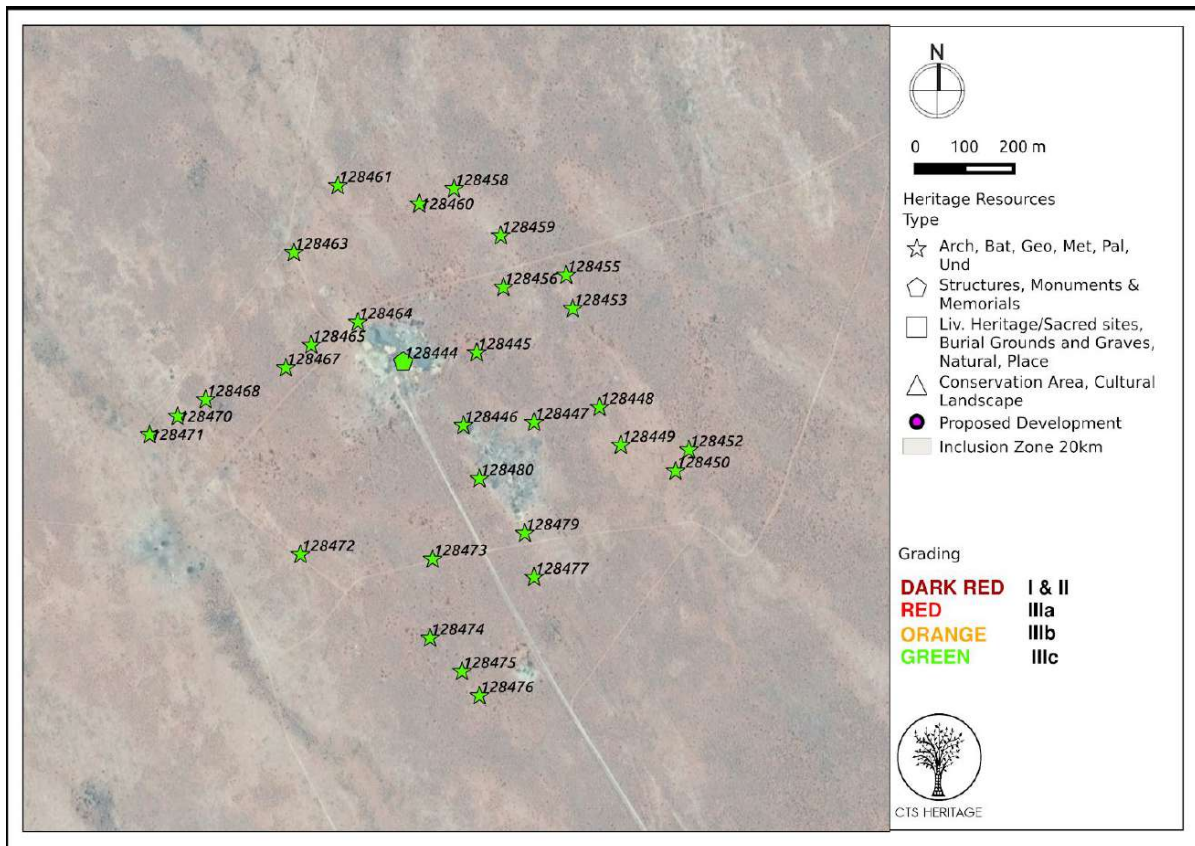 128461
128458
128460
128459
128463
128455
128456
128453
128464
128465
128445
128444
128467
128468
128448
128470
128446
128447
128471
128449
128452
128450
128480
128479
128472
128473
128477
128474
128475
128476
N
0 100 200 m
Heritage Resources
Type
Arch, Bat, Geo, Met, Pal,
Und
Structures, Monuments &
Memorials
Liv. Heritage/Sacred sites,
Burial Grounds and Graves,
Natural, Place
Conservation Area, Cultural
Landscape
Proposed Development
Inclusion Zone 20km
Grading
DARK RED I & II
RED IIIa
ORANGE IIIb
GREEN IIIc
CTS HERITAGE